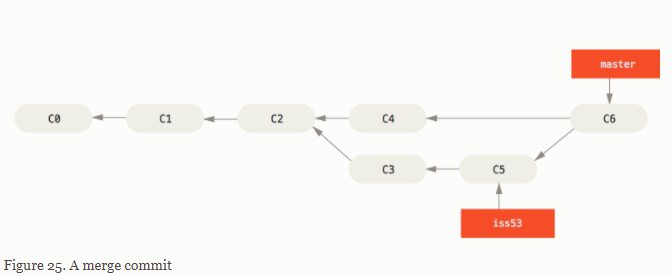 master
C0
C1
C2
C4
C6
C3
C5
iss53
Figure 25. A merge commit